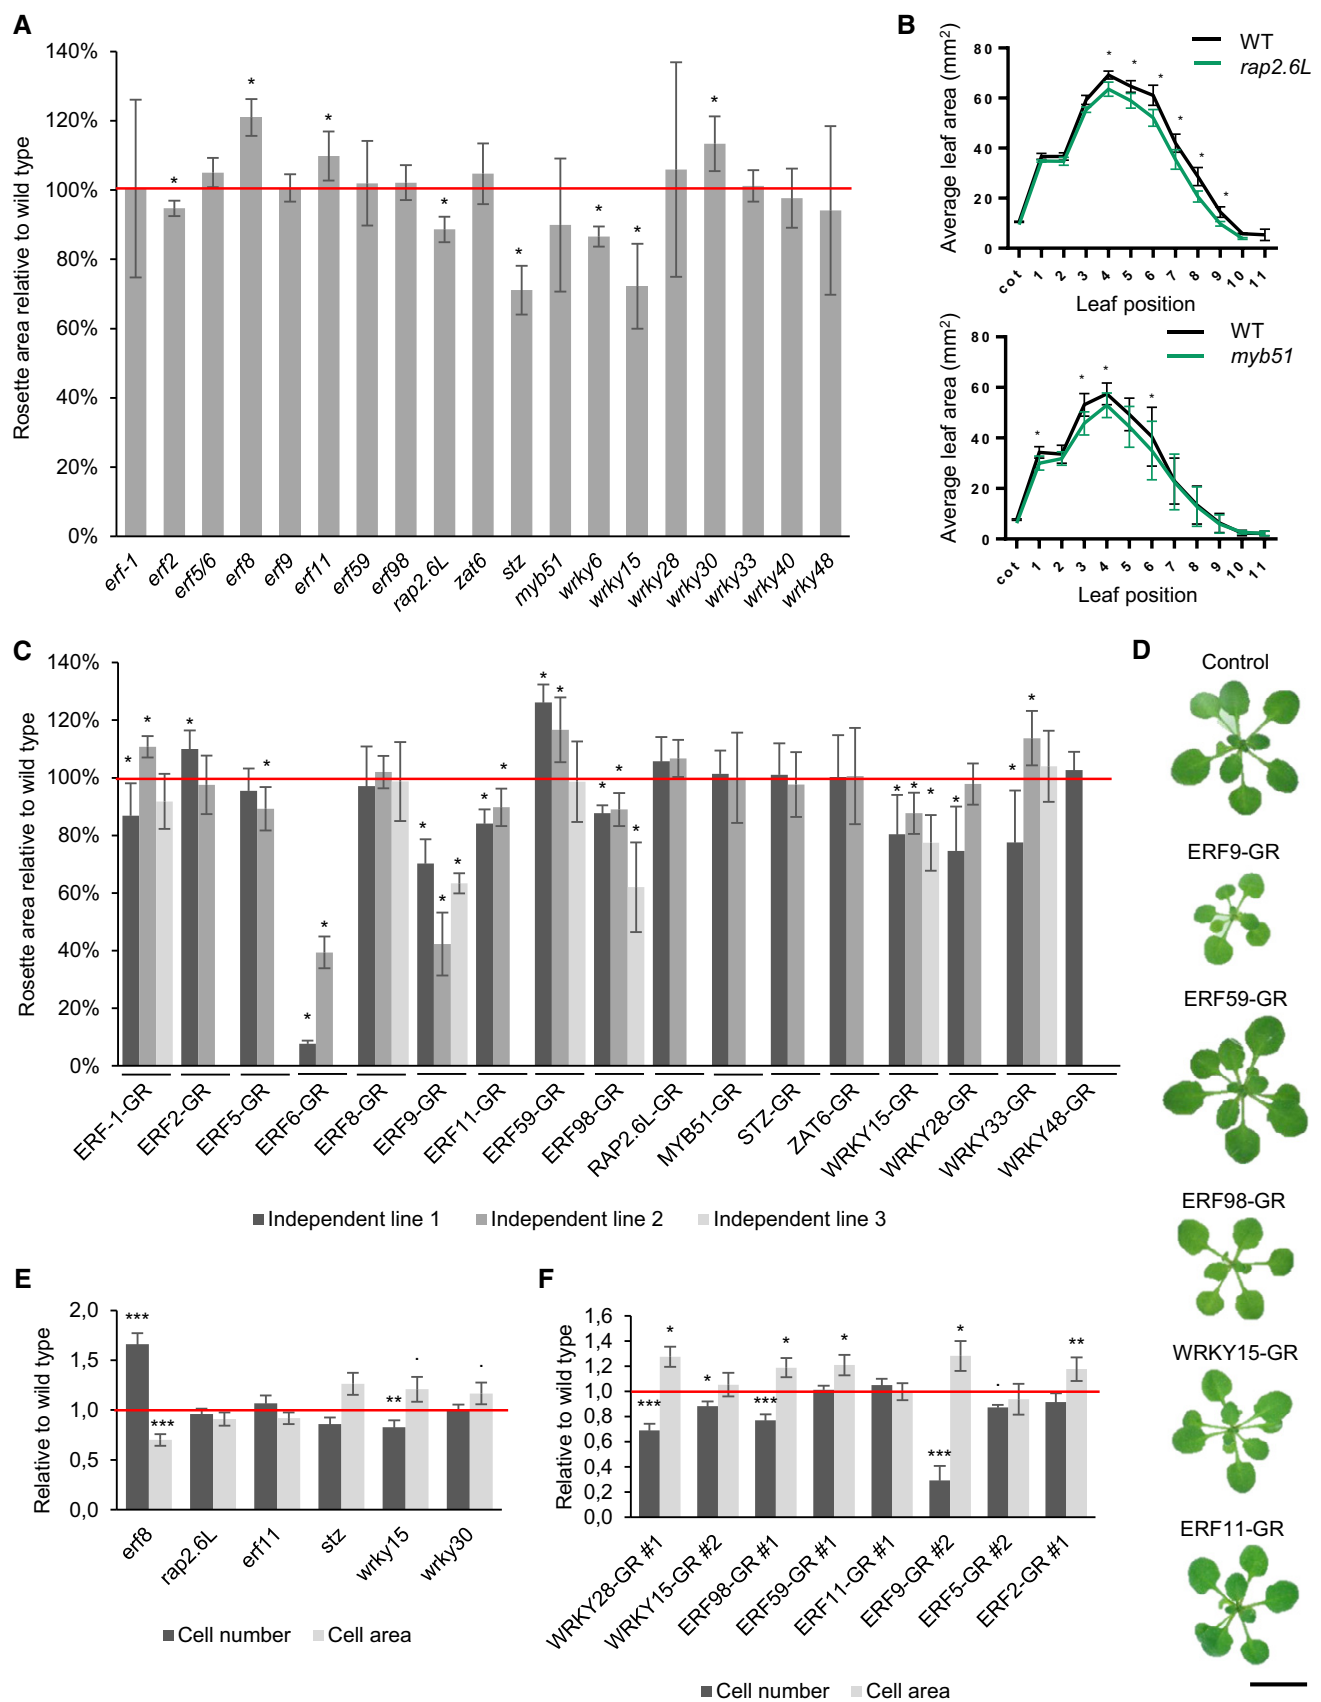 A
140%
120%
100%
80%
60%
40%
20%
0%
Rosette area relative to wild type
* * * * * * * *
erf-1 erf2 erf5/6 erf8 erf9 erf11 erf59 erf98 rap2.6L zat6 stz myb51 wrky6 wrky15 wrky28 wrky30 wrky33 wrky40 wrky48
B
WT
rap2.6L
80
60
40
20
0
Average leaf area (mm²)
* * * * * *
cot 1 2 3 4 5 6 7 8 9 10 11
Leaf position
WT
myb51
80
60
40
20
0
Average leaf area (mm²)
* * * *
cot 1 2 3 4 5 6 7 8 9 10 11
Leaf position
C
140%
120%
100%
80%
60%
40%
20%
0%
Rosette area relative to wild type
* * * * * * * * * * * * * * * * * * * * * *
ERF-1-GR ERF2-GR ERF5-GR ERF6-GR ERF8-GR ERF9-GR ERF11-GR ERF59-GR ERF98-GR RAP2.6L-GR MYB51-GR STZ-GR ZAT6-GR WRKY15-GR WRKY28-GR WRKY33-GR WRKY48-GR
Independent line 1 Independent line 2 Independent line 3
D
Control
ERF9-GR
ERF59-GR
ERF98-GR
WRKY15-GR
ERF11-GR
E
2,0
1,5
1,0
0,5
0,0
Relative to wild type
*** *** ** . .
erf8 rap2.6L erf11 stz wrky15 wrky30
Cell number Cell area
F
1,6
1,4
1,2
1,0
0,8
0,6
0,4
0,2
0,0
Relative to wild type
*** * * *** * * *** * . **
WRKY28-GR #1 WRKY15-GR #2 ERF98-GR #1 ERF59-GR #1 ERF11-GR #1 ERF9-GR #2 ERF5-GR #2 ERF2-GR #1
Cell number Cell area